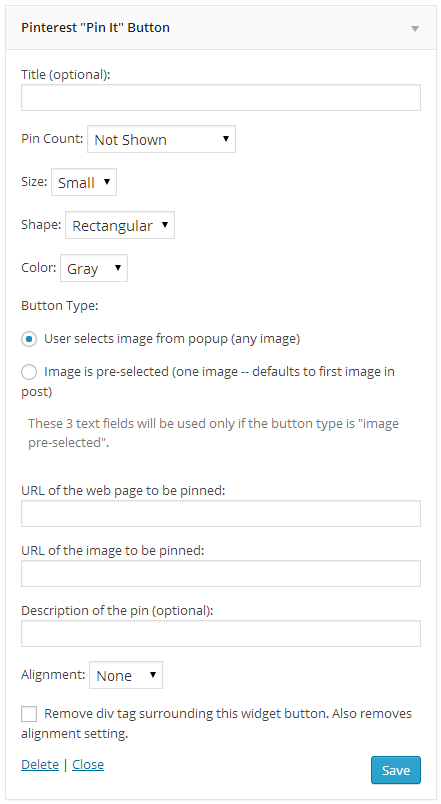 Pinterest "Pin It" Button
Title (optional):
Pin Count: Not Shown
Size: Small
Shape: Rectangular
Color: Gray
Button Type:
User selects image from popup (any image)
Image is pre-selected (one image -- defaults to first image in
post)
These 3 text fields will be used only if the button type is "image
pre-selected".
URL of the web page to be pinned:
URL of the image to be pinned:
Description of the pin (optional):
Alignment: None
Remove div tag surrounding this widget button. Also removes
alignment setting.
Delete | Close Save